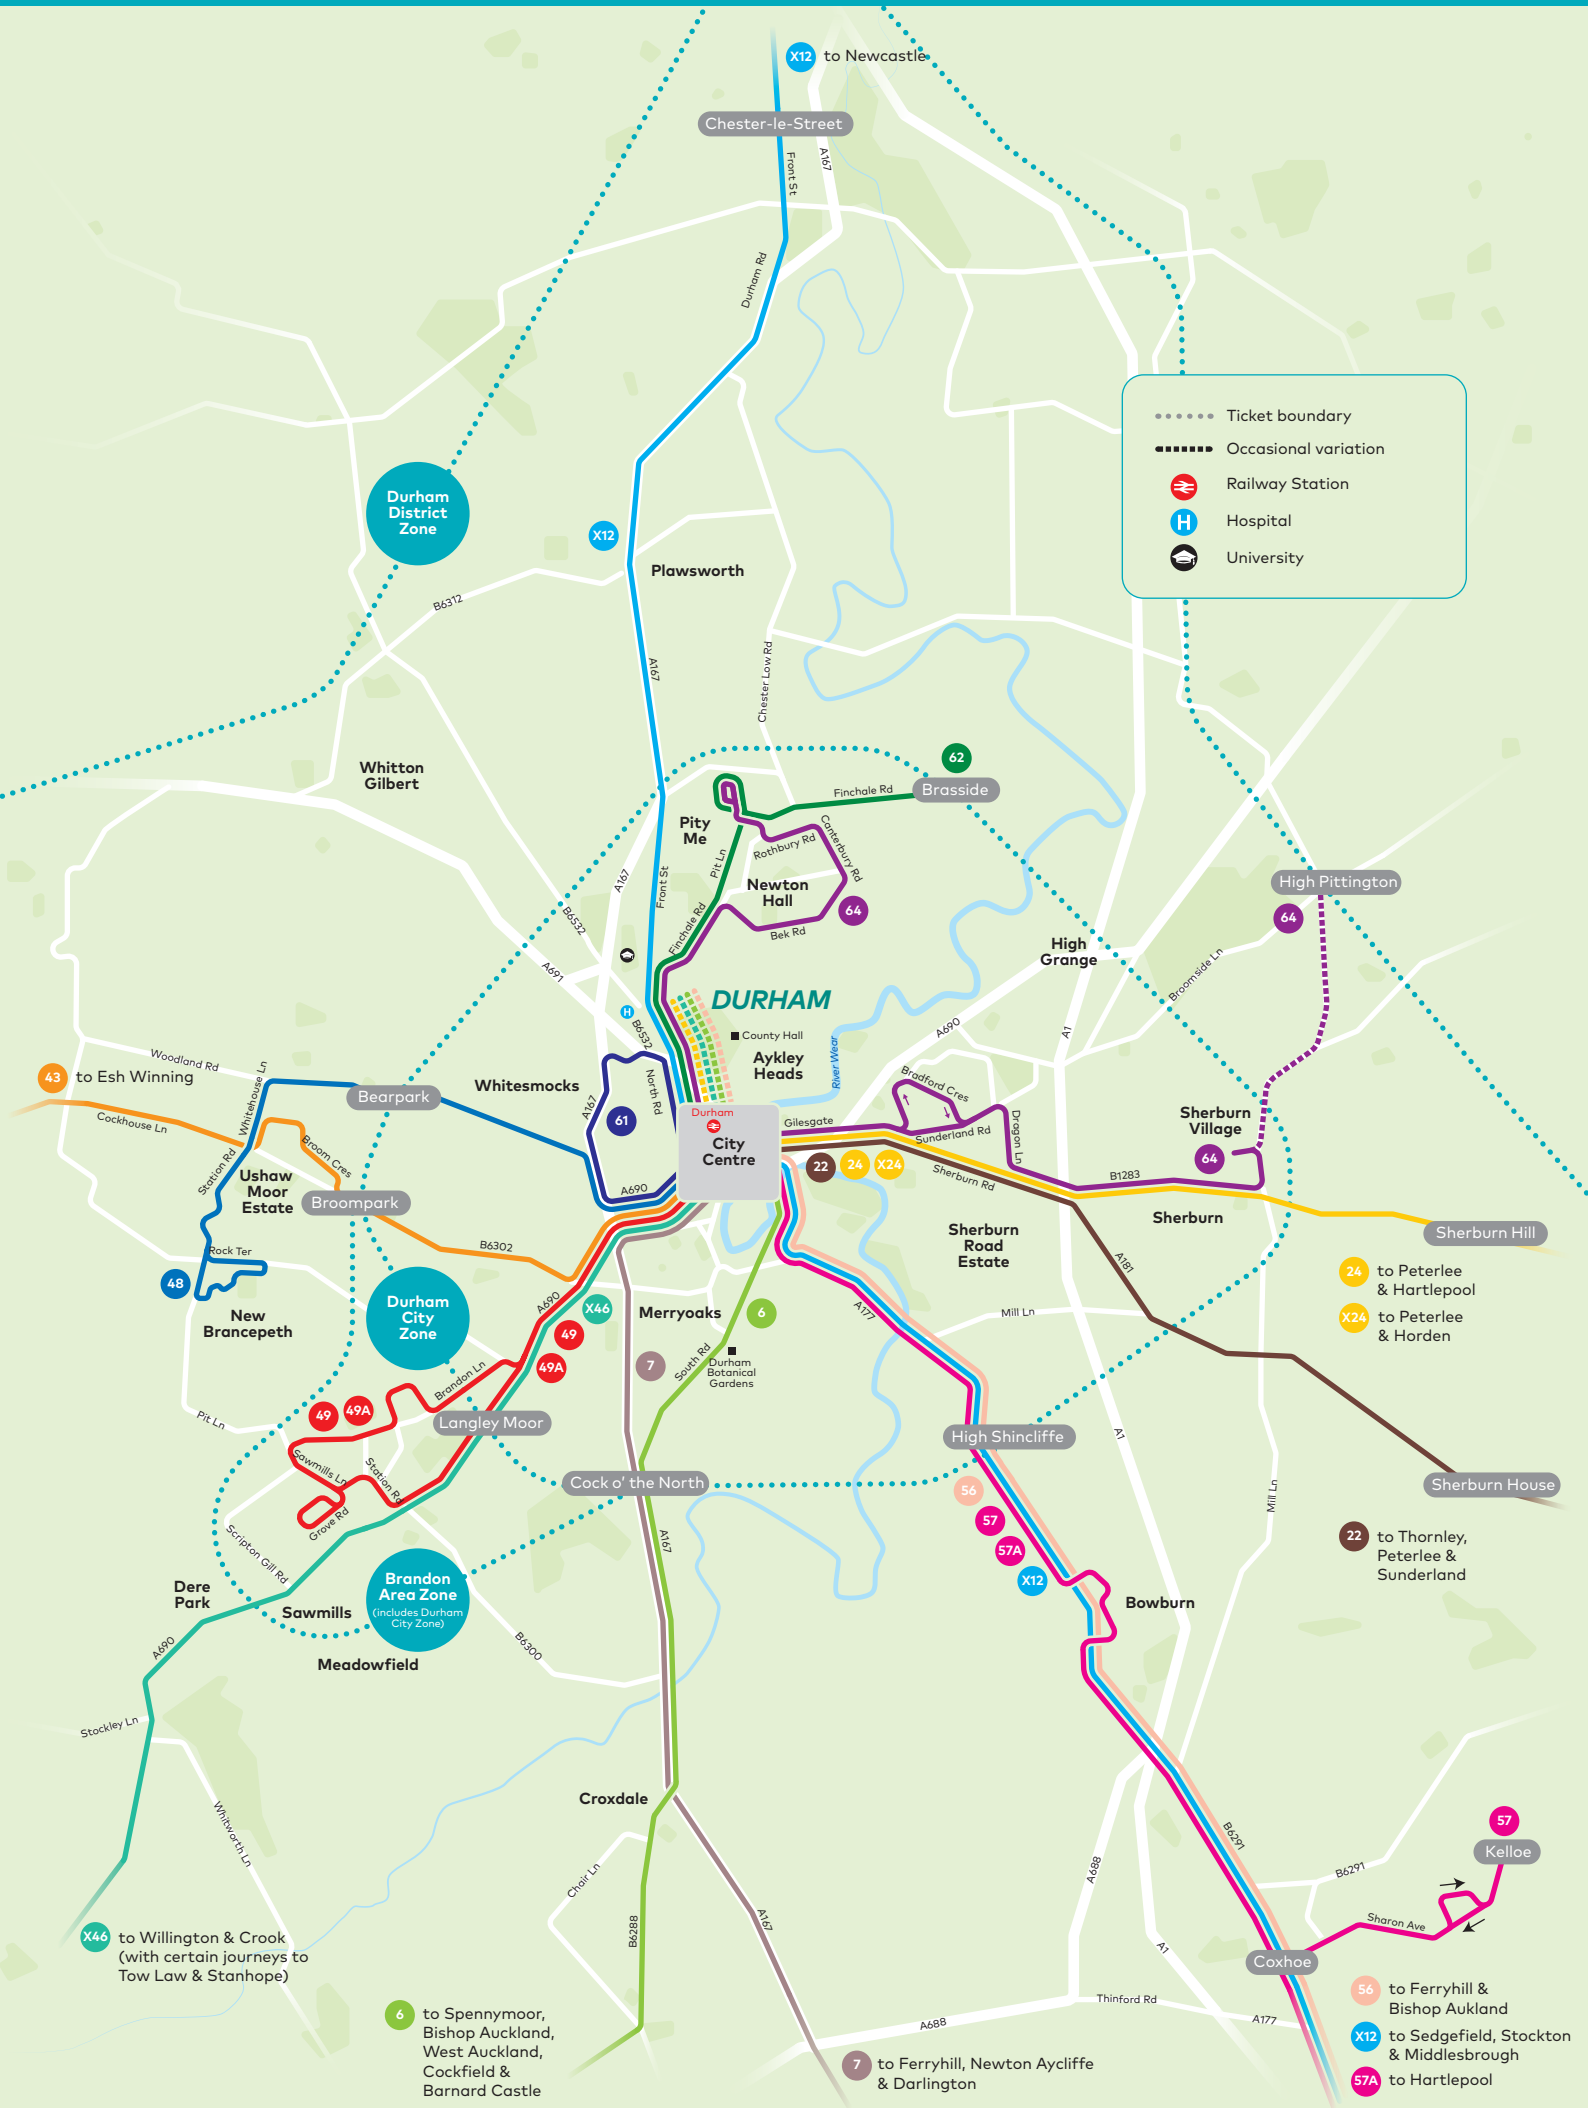 X12 to Newcastle
Chester-le-Street
Front St
A167
Durham Rd
Ticket boundary
Occasional variation
Railway Station
H Hospital
University
Durham
District
Zone
X12
Plawsworth
B6312
A167
Chester Low Rd
Whitton
Gilbert
62
Brasside
Finchale Rd
Pity
Me
Rothbury Rd
Canterbury Rd
Pit Ln
A167
Front St
Newton
Hall
64
Bek Rd
Finchale Rd
B6532
A691
High Pittington
64
High
Grange
Broomside Ln
H
B6532
DURHAM
County Hall
Aykley
Heads
River Wear
A690
A1
Woodland Rd
43 to Esh Winning
Cockhouse Ln
Whitehouse Ln
Bearpark
Whitesmocks
A167
61
North Rd
Durham
City
Centre
Gilesgate
Bradford Cres
Sunderland Rd
Dragon Ln
Sherburn
Village
64
B1283
22
24
X24
Sherburn Rd
Sherburn
Sherburn Hill
Station Rd
Broom Cres
Ushaw
Moor
Estate
Broompark
A690
B6302
Rock Ter
48
New
Brancepeth
Durham
City
Zone
A690
X46
49
49A
Merryoaks
6
7
South Rd
Durham
Botanical
Gardens
A177
Sherburn
Road
Estate
Mill Ln
A181
24 to Peterlee
& Hartlepool
X24 to Peterlee
& Horden
Brandon Ln
49
49A
Pit Ln
Langley Moor
Sawmills Ln
Station Rd
Grove Rd
Scripton Gill Rd
Cock o' the North
High Shincliffe
A1
Mill Ln
Sherburn House
56
57
57A
X12
22 to Thornley,
Peterlee &
Sunderland
A167
Dere
Park
Sawmills
Brandon
Area Zone
(includes Durham
City Zone)
Bowburn
A690
B6300
Meadowfield
Stockley Ln
Whitworth Ln
Croxdale
Chair Ln
B6288
A167
B6291
A688
A1
57
Kelloe
B6291
Sharon Ave
Coxhoe
X46 to Willington & Crook
(with certain journeys to
Tow Law & Stanhope)
6 to Spennymoor,
Bishop Auckland,
West Auckland,
Cockfield &
Barnard Castle
A688
Thinford Rd
A177
7 to Ferryhill, Newton Aycliffe
& Darlington
56 to Ferryhill &
Bishop Aukland
X12 to Sedgefield, Stockton
& Middlesbrough
57A to Hartlepool